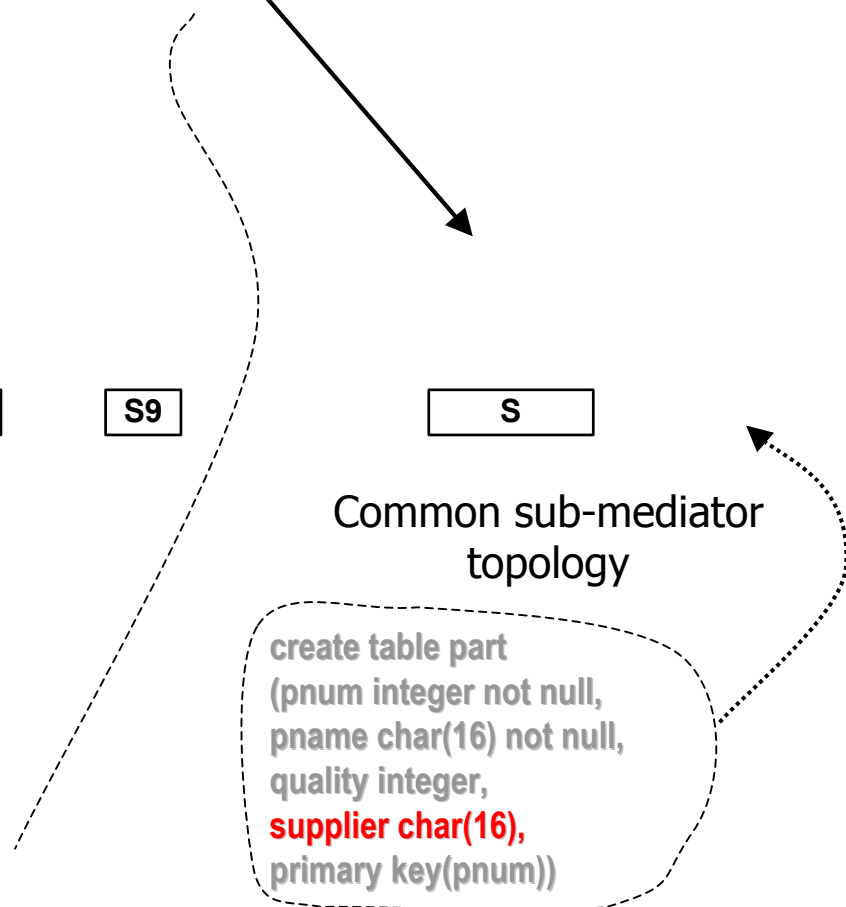 S9
S
Common sub-mediator
topology
create table part
(pnum integer not null,
pname char(16) not null,
quality integer,
supplier char(16),
primary key(pnum))